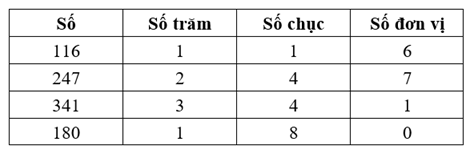 Số Số trăm Số chục Số đơn vị
116 1 1 6
247 2 4 7
341 3 4 1
180 1 8 0